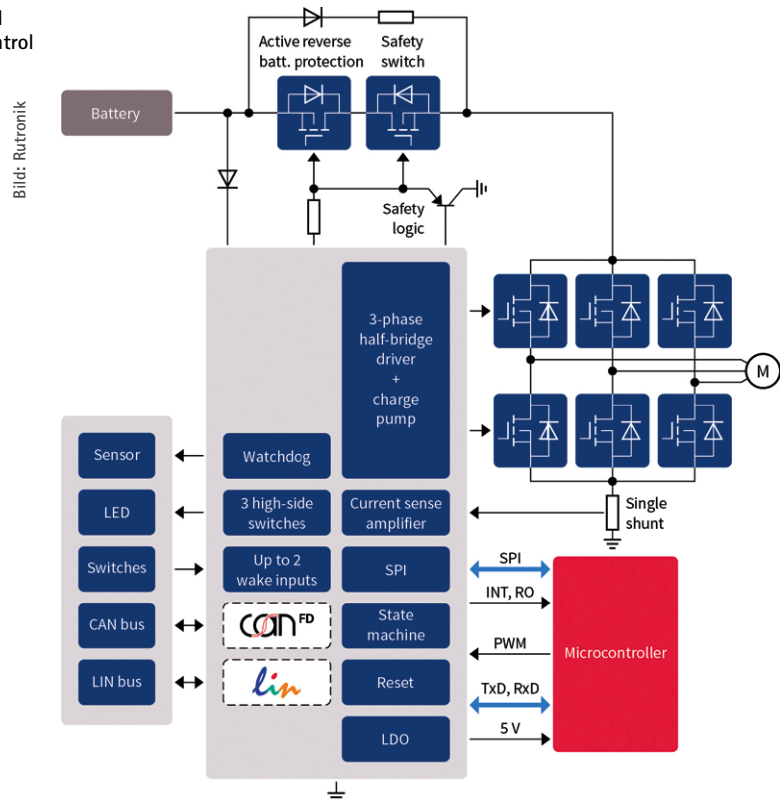 ntrol
Bild: Rutronik
Active reverse
batt. protection
Safety
switch
Battery
Safety
logic
3-phase
half-bridge
driver
+
charge
pump
M
Sensor
Watchdog
LED
3 high-side
switches
Current sense
amplifier
Single
shunt
Switches
Up to 2
wake inputs
SPI
SPI
INT, RO
CAN bus
CAN FD
State
machine
PWM
Microcontroller
LIN bus
lin
Reset
TxD, RxD
LDO
5 V